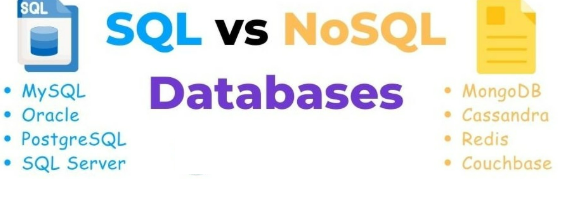 SQL
SQL vs NoSQL
Databases
• MySQL
• Oracle
• PostgreSQL
• SQL Server
• MongoDB
• Cassandra
• Redis
• Couchbase